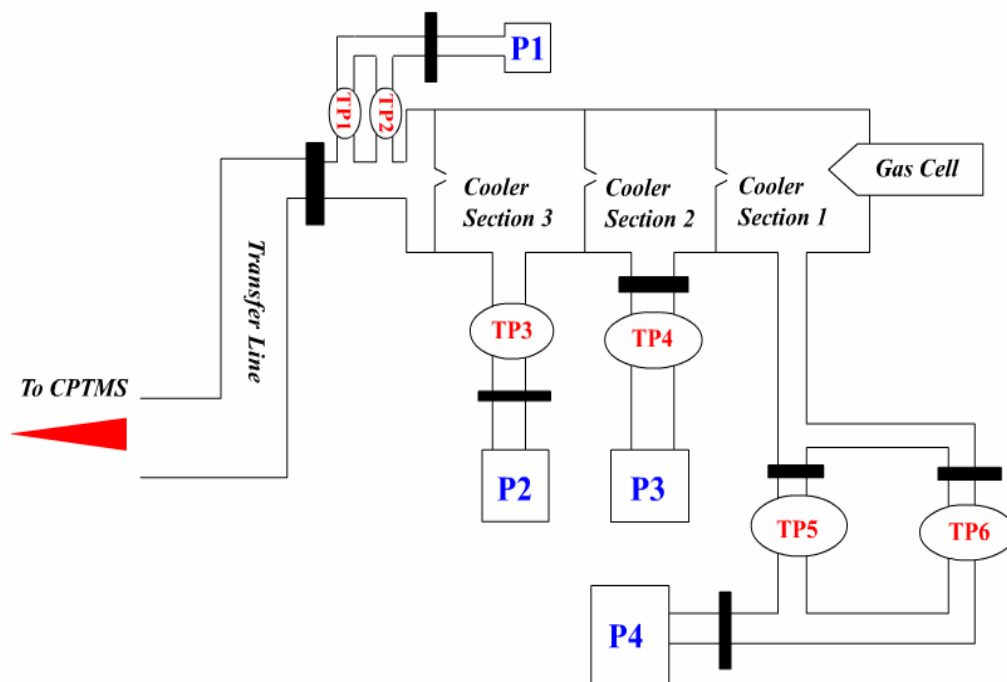 P1
TP1
TP2
Gas Cell
Cooler
Section 3
Cooler
Section 2
Cooler
Section 1
Transfer Line
TP3
TP4
To CPTMS
P2
P3
TP5
TP6
P4